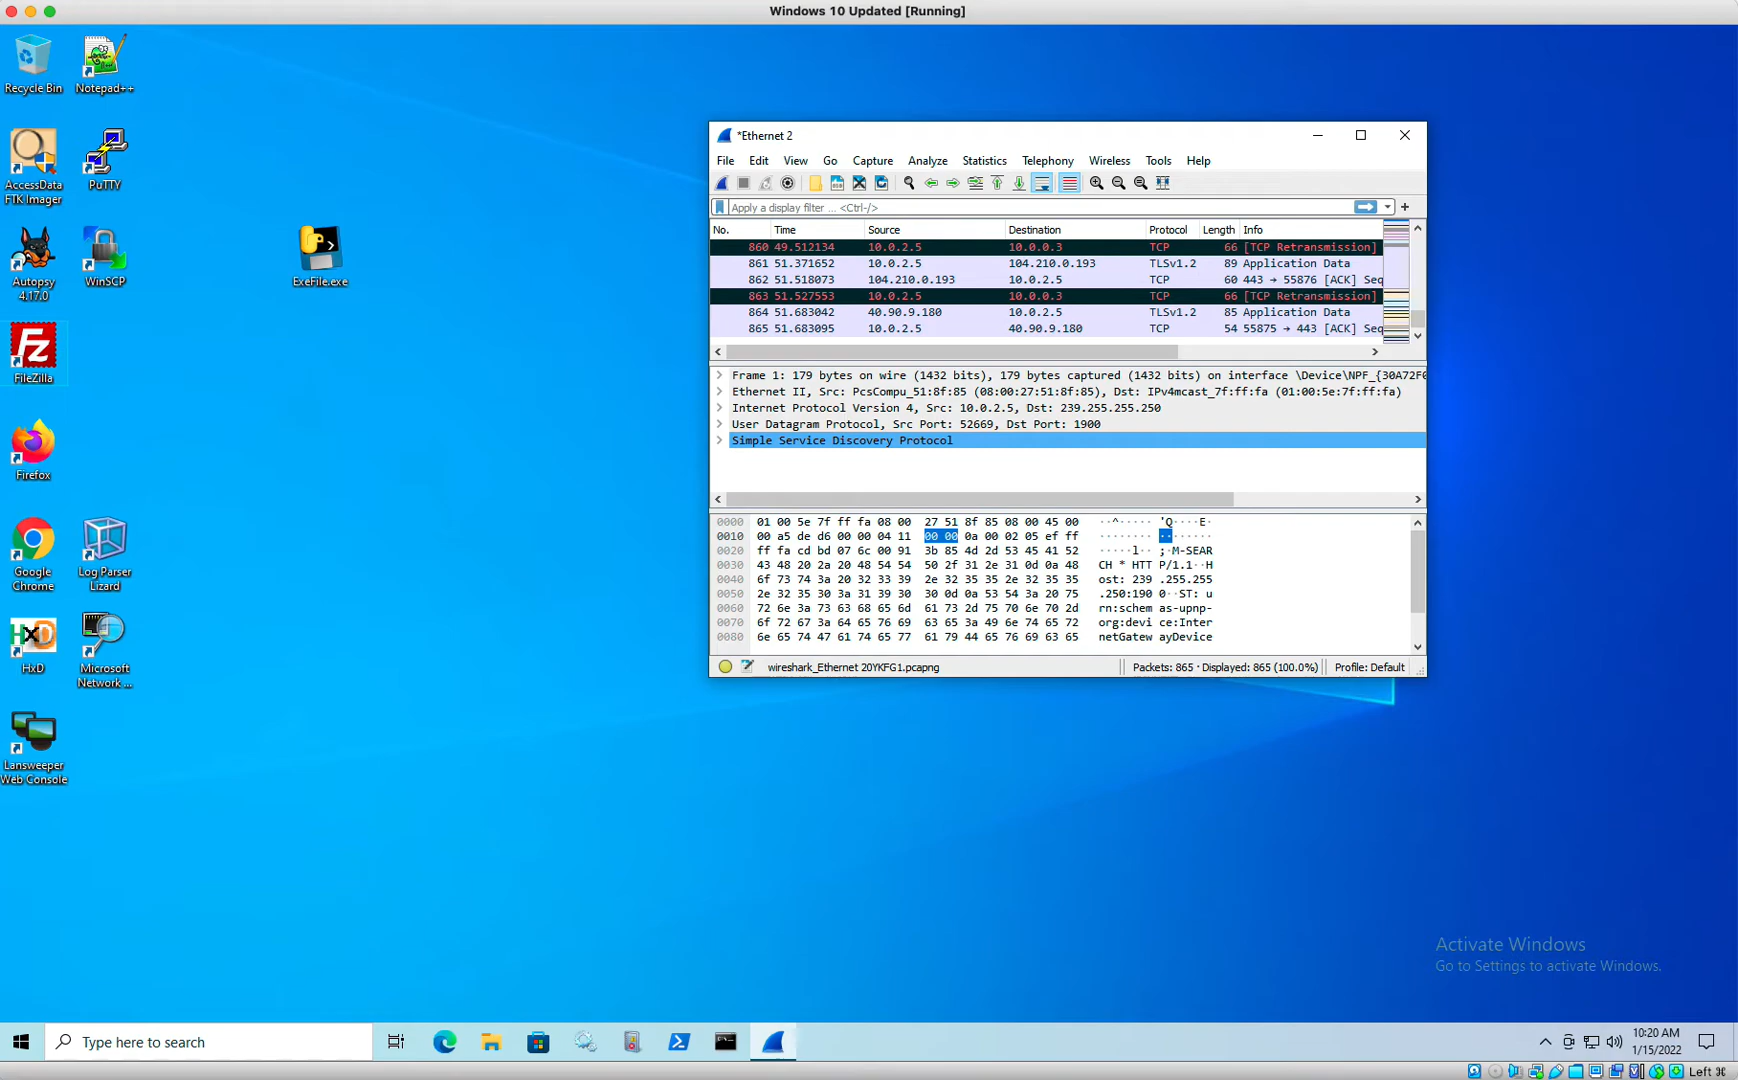 Windows 10 Updated [Running]
Recycle Bin
Notepad++
AccessData
FTK Imager
PuTTY
Autopsy
4.17.0
WinSCP
ExeFile.exe
FileZilla
Firefox
Google
Chrome
Log Parser
Lizard
HxD
Microsoft
Network ...
Lansweeper
Web Console
*Ethernet 2
File Edit View Go Capture Analyze Statistics Telephony Wireless Tools Help
Apply a display filter ... <Ctrl-/>
No. Time Source Destination Protocol Length Info
860 49.512134 10.0.2.5 10.0.0.3 TCP 66 [TCP Retransmission]
861 51.371652 10.0.2.5 104.210.0.193 TLSv1.2 89 Application Data
862 51.518073 104.210.0.193 10.0.2.5 TCP 60 443 → 55876 [ACK] Seq
863 51.527553 10.0.2.5 10.0.0.3 TCP 66 [TCP Retransmission]
864 51.683042 40.90.9.180 10.0.2.5 TLSv1.2 85 Application Data
865 51.683095 10.0.2.5 40.90.9.180 TCP 54 55875 → 443 [ACK] Seq
Frame 1: 179 bytes on wire (1432 bits), 179 bytes captured (1432 bits) on interface \Device\NPF_{30A72F0
Ethernet II, Src: PcsCompu_51:8f:85 (08:00:27:51:8f:85), Dst: IPv4mcast_7f:ff:fa (01:00:5e:7f:ff:fa)
Internet Protocol Version 4, Src: 10.0.2.5, Dst: 239.255.255.250
User Datagram Protocol, Src Port: 52669, Dst Port: 1900
Simple Service Discovery Protocol
0000 01 00 5e 7f ff fa 08 00 27 51 8f 85 08 00 45 00 ··^····· 'Q····E·
0010 00 a5 de d6 00 00 04 11 00 00 0a 00 02 05 ef ff ········ ········
0020 ff fa cd bd 07 6c 00 91 3b 85 4d 2d 53 45 41 52 ·····l·· ;·M-SEAR
0030 43 48 20 2a 20 48 54 54 50 2f 31 2e 31 0d 0a 48 CH * HTT P/1.1··H
0040 6f 73 74 3a 20 32 33 39 2e 32 35 35 2e 32 35 35 ost: 239 .255.255
0050 2e 32 35 30 3a 31 39 30 30 0d 0a 53 54 3a 20 75 .250:190 0··ST: u
0060 72 6e 3a 73 63 68 65 6d 61 73 2d 75 70 6e 70 2d rn:schem as-upnp-
0070 6f 72 67 3a 64 65 76 69 63 65 3a 49 6e 74 65 72 org:devi ce:Inter
0080 6e 65 74 47 61 74 65 77 61 79 44 65 76 69 63 65 netGatew ayDevice
wireshark_Ethernet 20YKFG1.pcapng
Packets: 865 · Displayed: 865 (100.0%)
Profile: Default
Activate Windows
Go to Settings to activate Windows.
Type here to search
10:20 AM
1/15/2022
Left ⌘